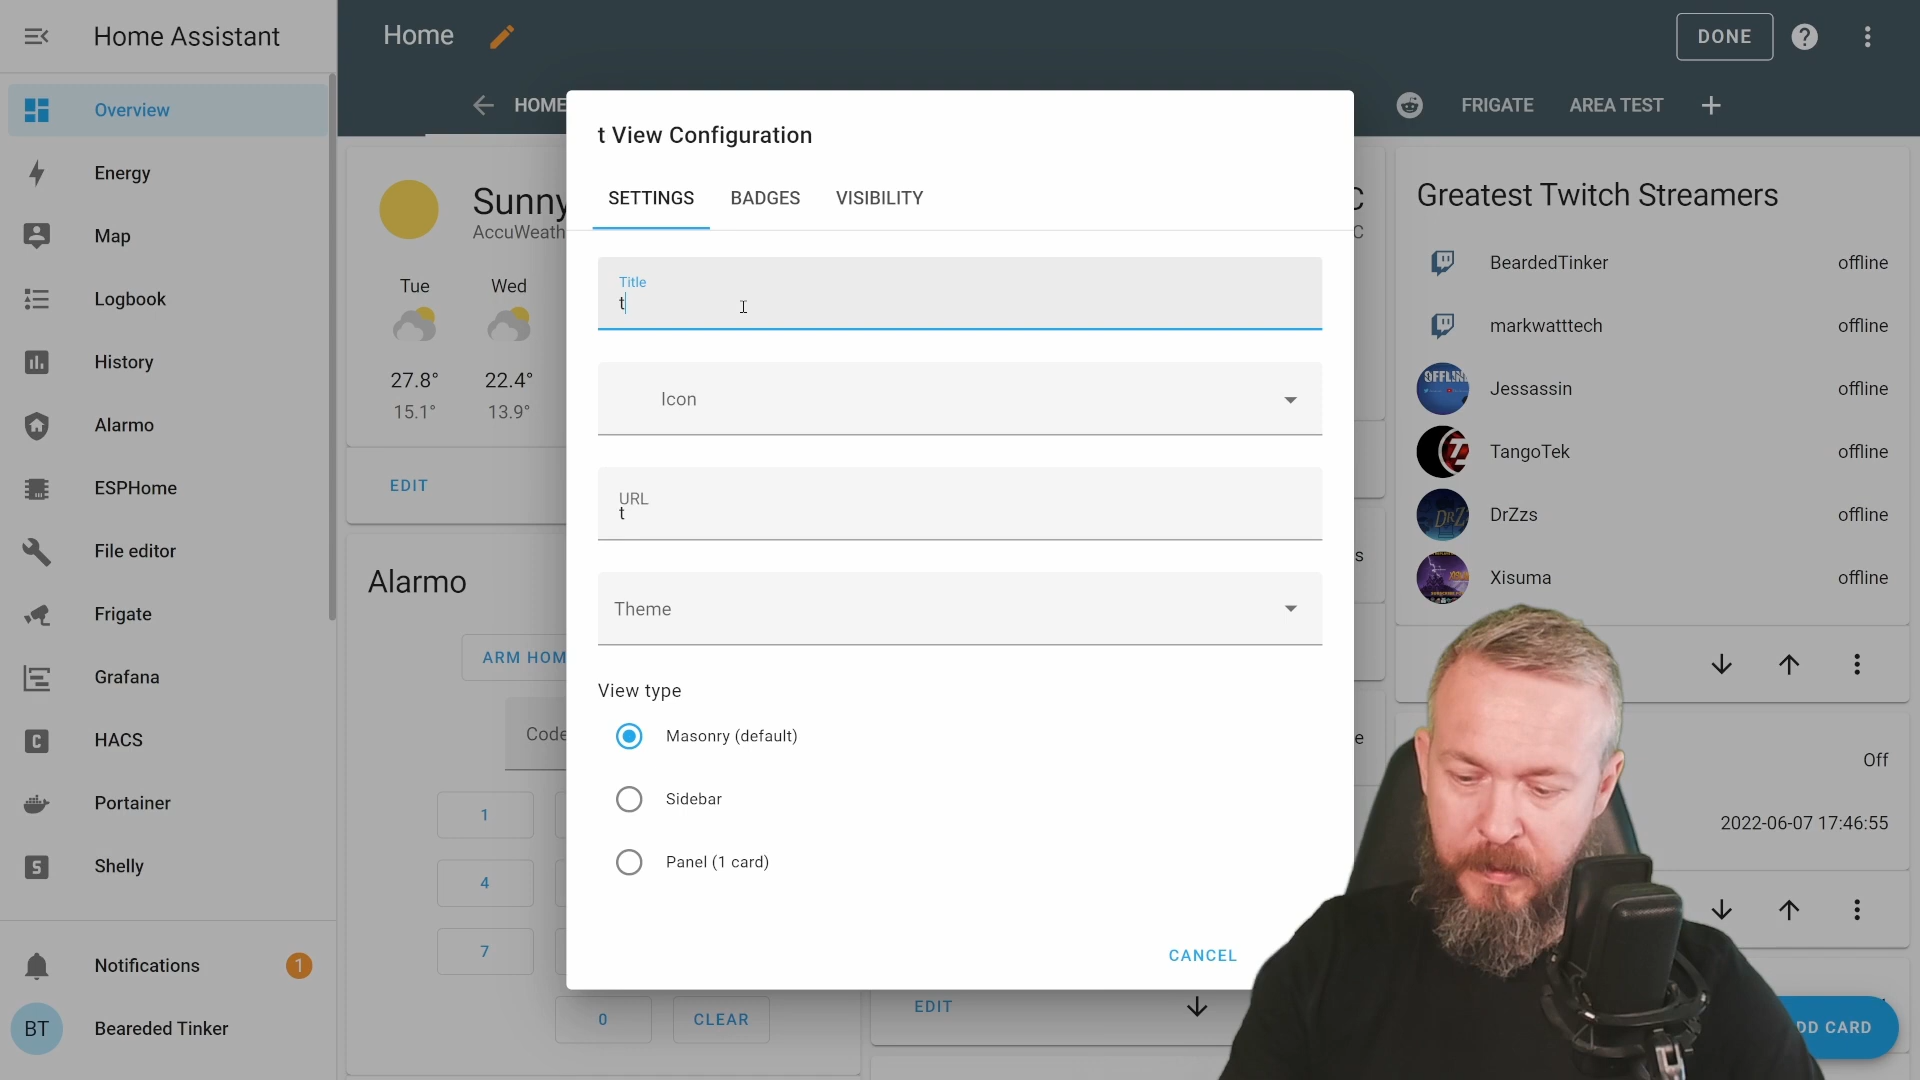 Home Assistant
Home
DONE
Overview
HOME
FRIGATE
AREA TEST
t View Configuration
SETTINGS
BADGES
VISIBILITY
Energy
Map
Logbook
History
Alarmo
ESPHome
File editor
Frigate
Grafana
HACS
Portainer
Shelly
Notifications
1
BT
Beareded Tinker
Sunny
AccuWeath
C
C
Tue
Wed
27.8°
22.4°
15.1°
13.9°
EDIT
Alarmo
ARM HOM
Code
1
4
7
0
CLEAR
Title
t
Icon
URL
t
Theme
View type
Masonry (default)
Sidebar
Panel (1 card)
CANCEL
EDIT
s
e
Greatest Twitch Streamers
BeardedTinker
offline
markwatttech
offline
OFFLIN
Jessassin
offline
TangoTek
offline
DrZ
DrZzs
offline
Xisuma
offline
Off
2022-06-07 17:46:55
DD CARD